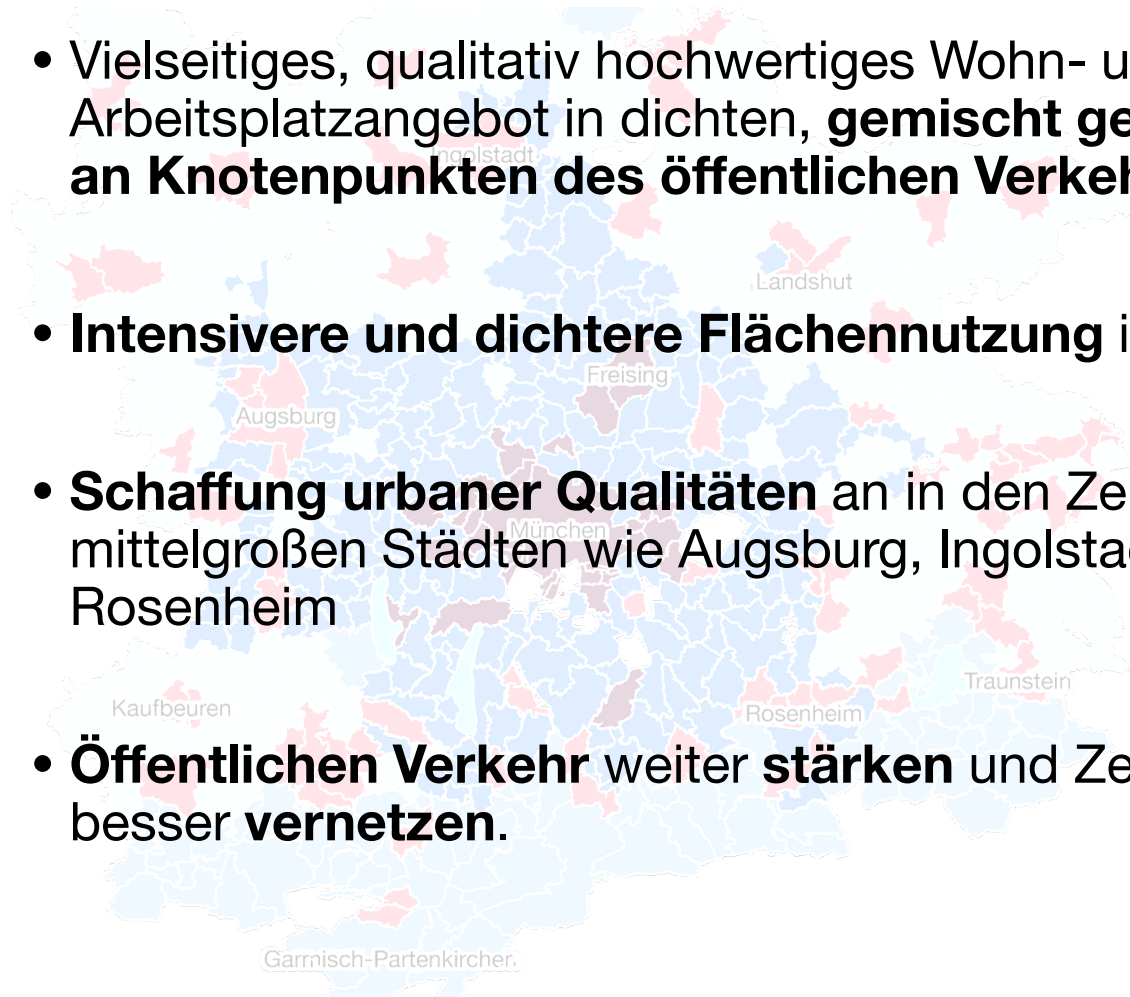 • Vielseitiges, qualitativ hochwertiges Wohn- u
Arbeitsplatzangebot in dichten, gemischt ge
an Knotenpunkten des öffentlichen Verkeh
Ingolstadt
Landshut
• Intensivere und dichtere Flächennutzung i
Freising
Augsburg
• Schaffung urbaner Qualitäten an in den Ze
München
mittelgroßen Städten wie Augsburg, Ingolsta
Rosenheim
Traunstein
Kaufbeuren
Rosenheim
• Öffentlichen Verkehr weiter stärken und Ze
besser vernetzen.
Garmisch-Partenkirchen